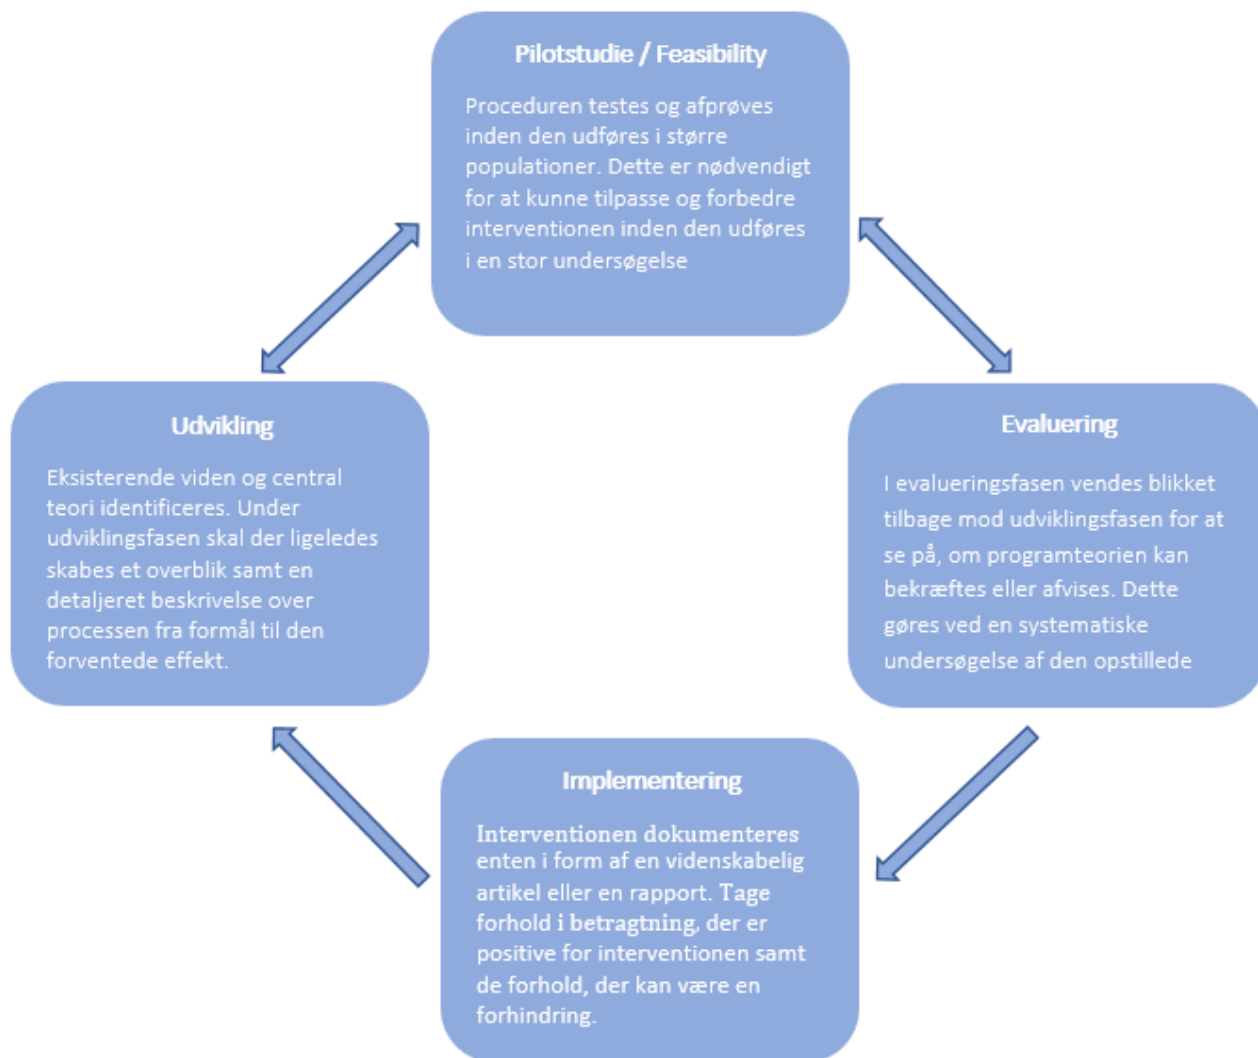 Pilotstudie / Feasibility
Proceduren testes og afprøves
inden den udføres i større
populationer. Dette er nødvendigt
for at kunne tilpasse og forbedre
interventionen inden den udføres
i en stor undersøgelse
Udvikling
Eksisterende viden og central
teori identificeres. Under
udviklingsfasen skal der ligeledes
skabes et overblik samt en
detaljeret beskrivelse over
processen fra formål til den
forventede effekt.
Evaluering
I evalueringsfasen vendes blikket
tilbage mod udviklingsfasen for at
se på, om programteorien kan
bekræftes eller afvises. Dette
gøres ved en systematiske
undersøgelse af den opstillede
Implementering
Interventionen dokumenteres
enten i form af en videnskabelig
artikel eller en rapport. Tage
forhold i betragtning, der er
positive for interventionen samt
de forhold, der kan være en
forhindring.